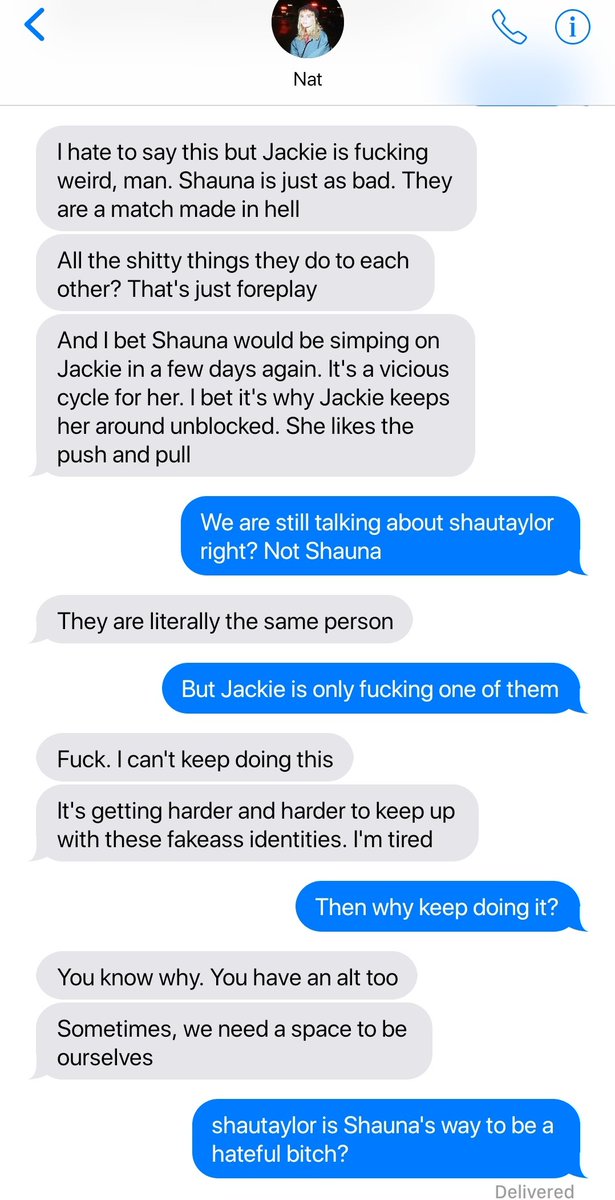 Nat
I hate to say this but Jackie is fucking
weird, man. Shauna is just as bad. They
are a match made in hell
All the shitty things they do to each
other? That's just foreplay
And I bet Shauna would be simping on
Jackie in a few days again. It's a vicious
cycle for her. I bet it's why Jackie keeps
her around unblocked. She likes the
push and pull
We are still talking about shautaylor
right? Not Shauna
They are literally the same person
But Jackie is only fucking one of them
Fuck. I can't keep doing this
It's getting harder and harder to keep up
with these fakeass identities. I'm tired
Then why keep doing it?
You know why. You have an alt too
Sometimes, we need a space to be
ourselves
shautaylor is Shauna's way to be a
hateful bitch?
Delivered